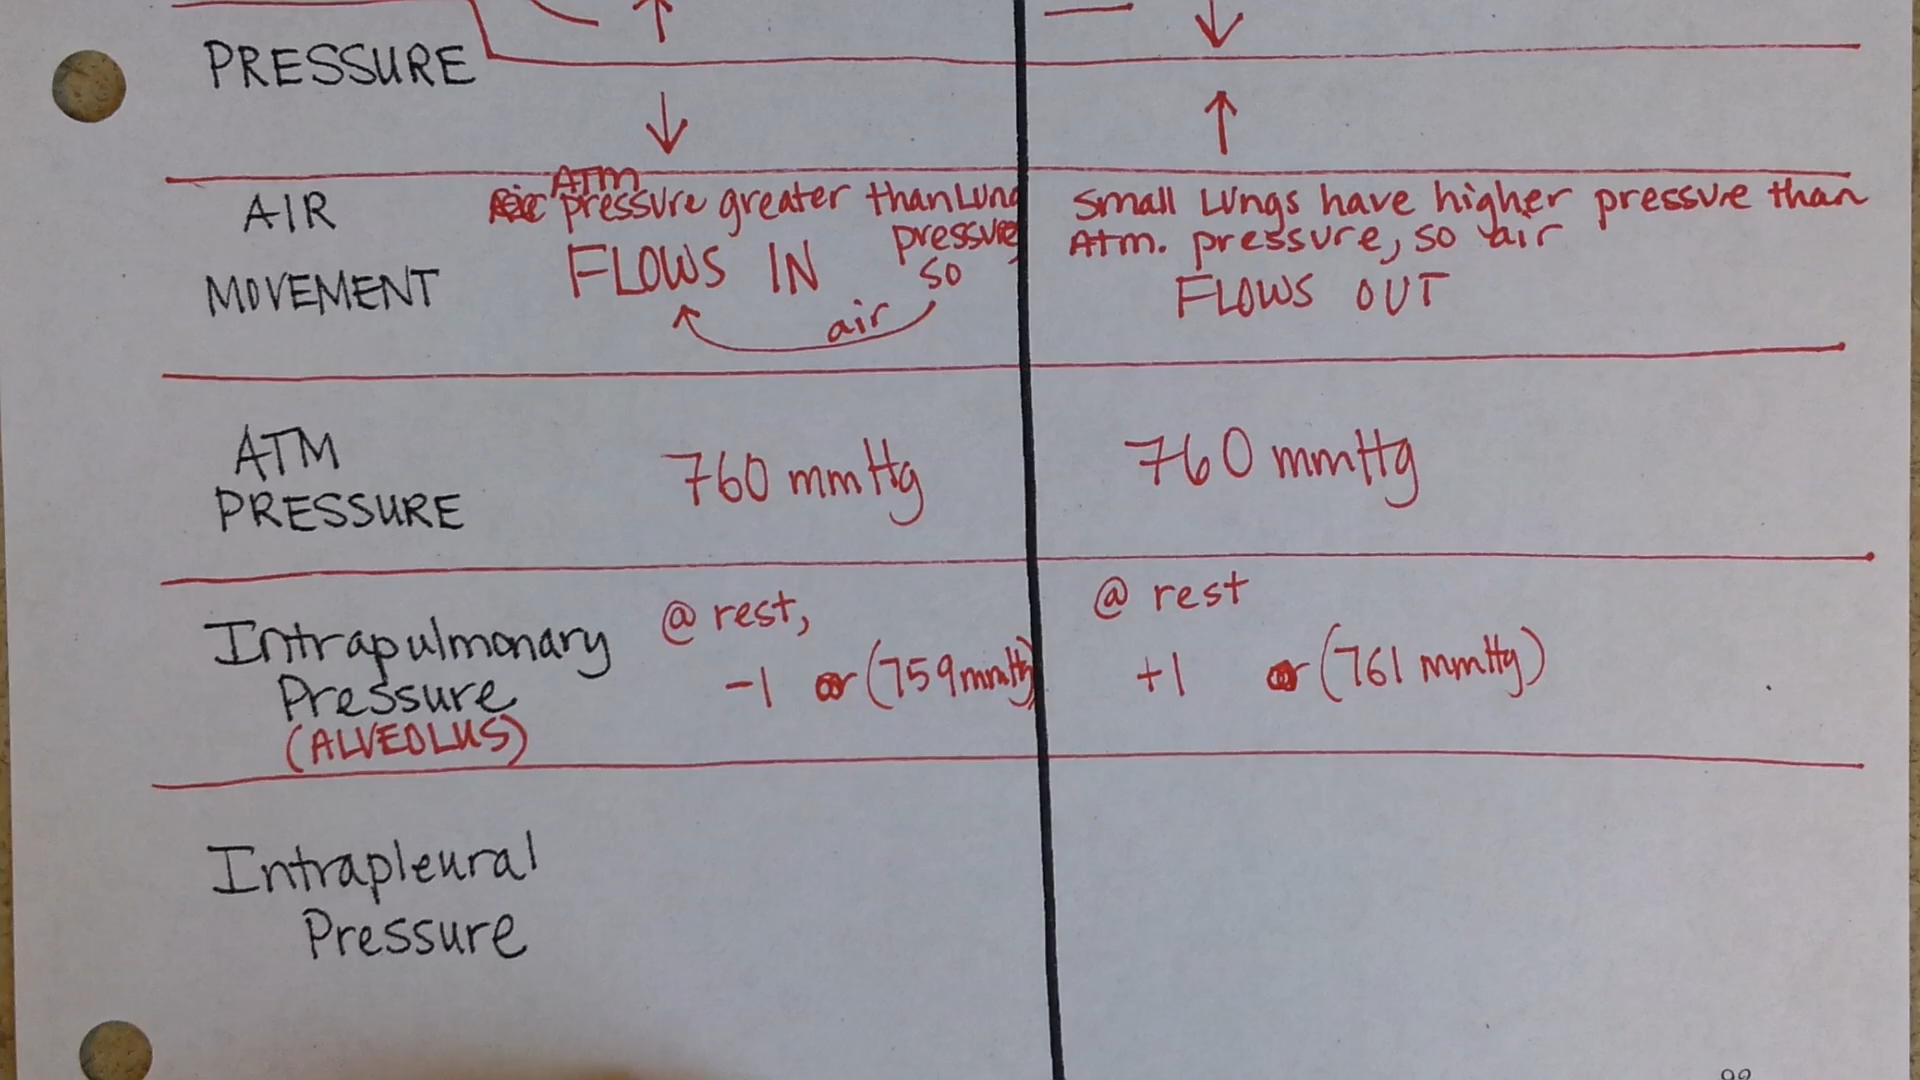 PRESSURE
↑ ↓
↓ ↑
AIR
MOVEMENT
ATM
pressure greater than Lung
pressure,
so
FLOWS IN
air
Small Lungs have higher pressure than
Atm. pressure, so air
FLOWS OUT
ATM
PRESSURE
760 mmHg
760 mmHg
Intrapulmonary
Pressure
(ALVEOLUS)
@ rest,
-1 or (759mmHg)
@ rest
+1 or (761 mmHg)
Intrapleural
Pressure